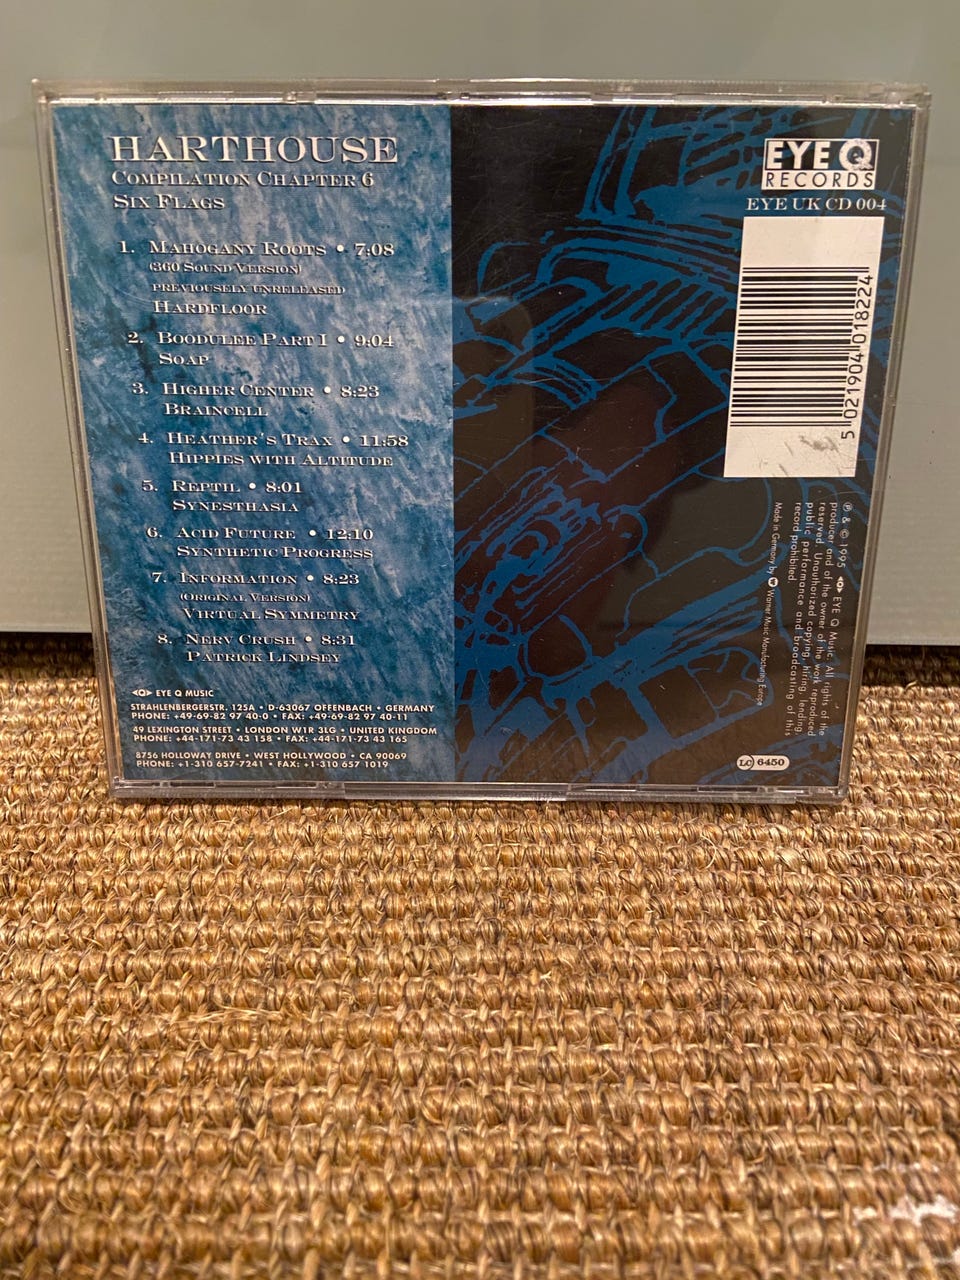 HARTHOUSE
COMPILATION CHAPTER 6
SIX FLAGS
1. MAHOGANY ROOTS • 7:08
(360 SOUND VERSION)
PREVIOUSELY UNRELEASED
HARDFLOOR
2. BOODULEE PART I • 9:04
SOAP
3. HIGHER CENTER • 8:23
BRAINCELL
4. HEATHER'S TRAX • 11:58
HIPPIES WITH ALTITUDE
5. REPTIL • 8:01
SYNESTHASIA
6. ACID FUTURE • 12:10
SYNTHETIC PROGRESS
7. INFORMATION • 8:23
(ORIGINAL VERSION)
VIRTUAL SYMMETRY
8. NERV CRUSH • 8:31
PATRICK LINDSEY
<Q> EYE Q MUSIC
STRAHLENBERGERSTR. 125A • D-63067 OFFENBACH • GERMANY
PHONE: +49-69-82 97 40-0 • FAX: +49-69-82 97 40-11
49 LEXINGTON STREET • LONDON W1R 3LG • UNITED KINGDOM
PHONE: +44-171-73 43 158 • FAX: +44-171-73 43 165
8756 HOLLOWAY DRIVE • WEST HOLLYWOOD • CA 90069
PHONE: +1-310 657-7241 • FAX: +1-310 657 1019
EYE Q
RECORDS
EYE UK CD 004
5 021904 018224
℗ & © 1995 <Q> EYE Q Music. All rights of the
producer and of the owner of the work reproduced
reserved. Unauthorized copying, hiring, lending,
public performance and broadcasting of this
record prohibited.
Made in Germany by Warner Music Manufacturing Europe
LC 6450